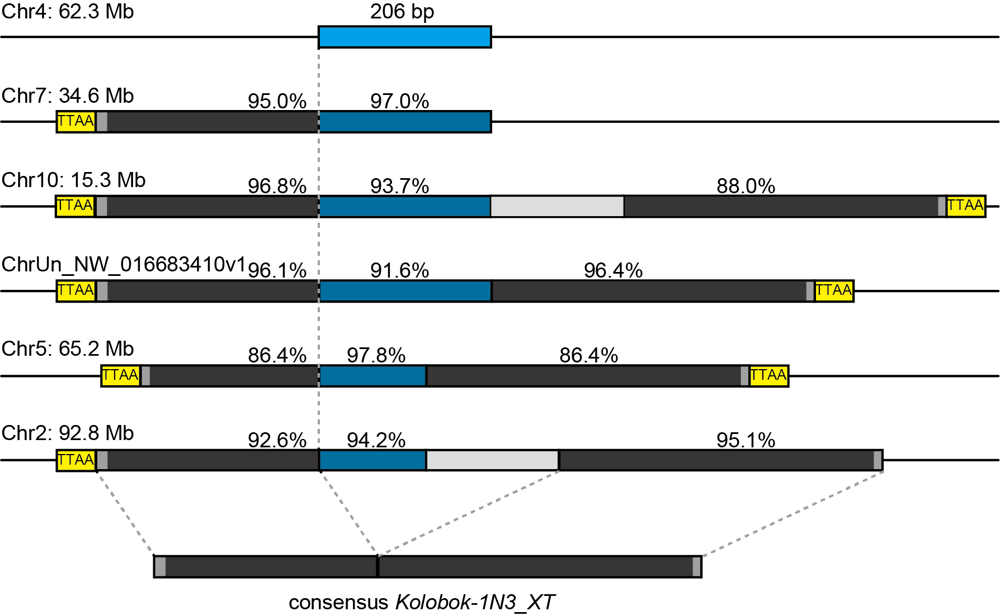 Chr4: 62.3 Mb 206 bp
Chr7: 34.6 Mb 95.0% 97.0%
TTAA
Chr10: 15.3 Mb 96.8% 93.7% 88.0%
TTAA TTAA
ChrUn_NW_016683410v1 96.1% 91.6% 96.4%
TTAA TTAA
Chr5: 65.2 Mb 86.4% 97.8% 86.4%
TTAA TTAA
Chr2: 92.8 Mb 92.6% 94.2% 95.1%
TTAA
consensus Kolobok-1N3_XT